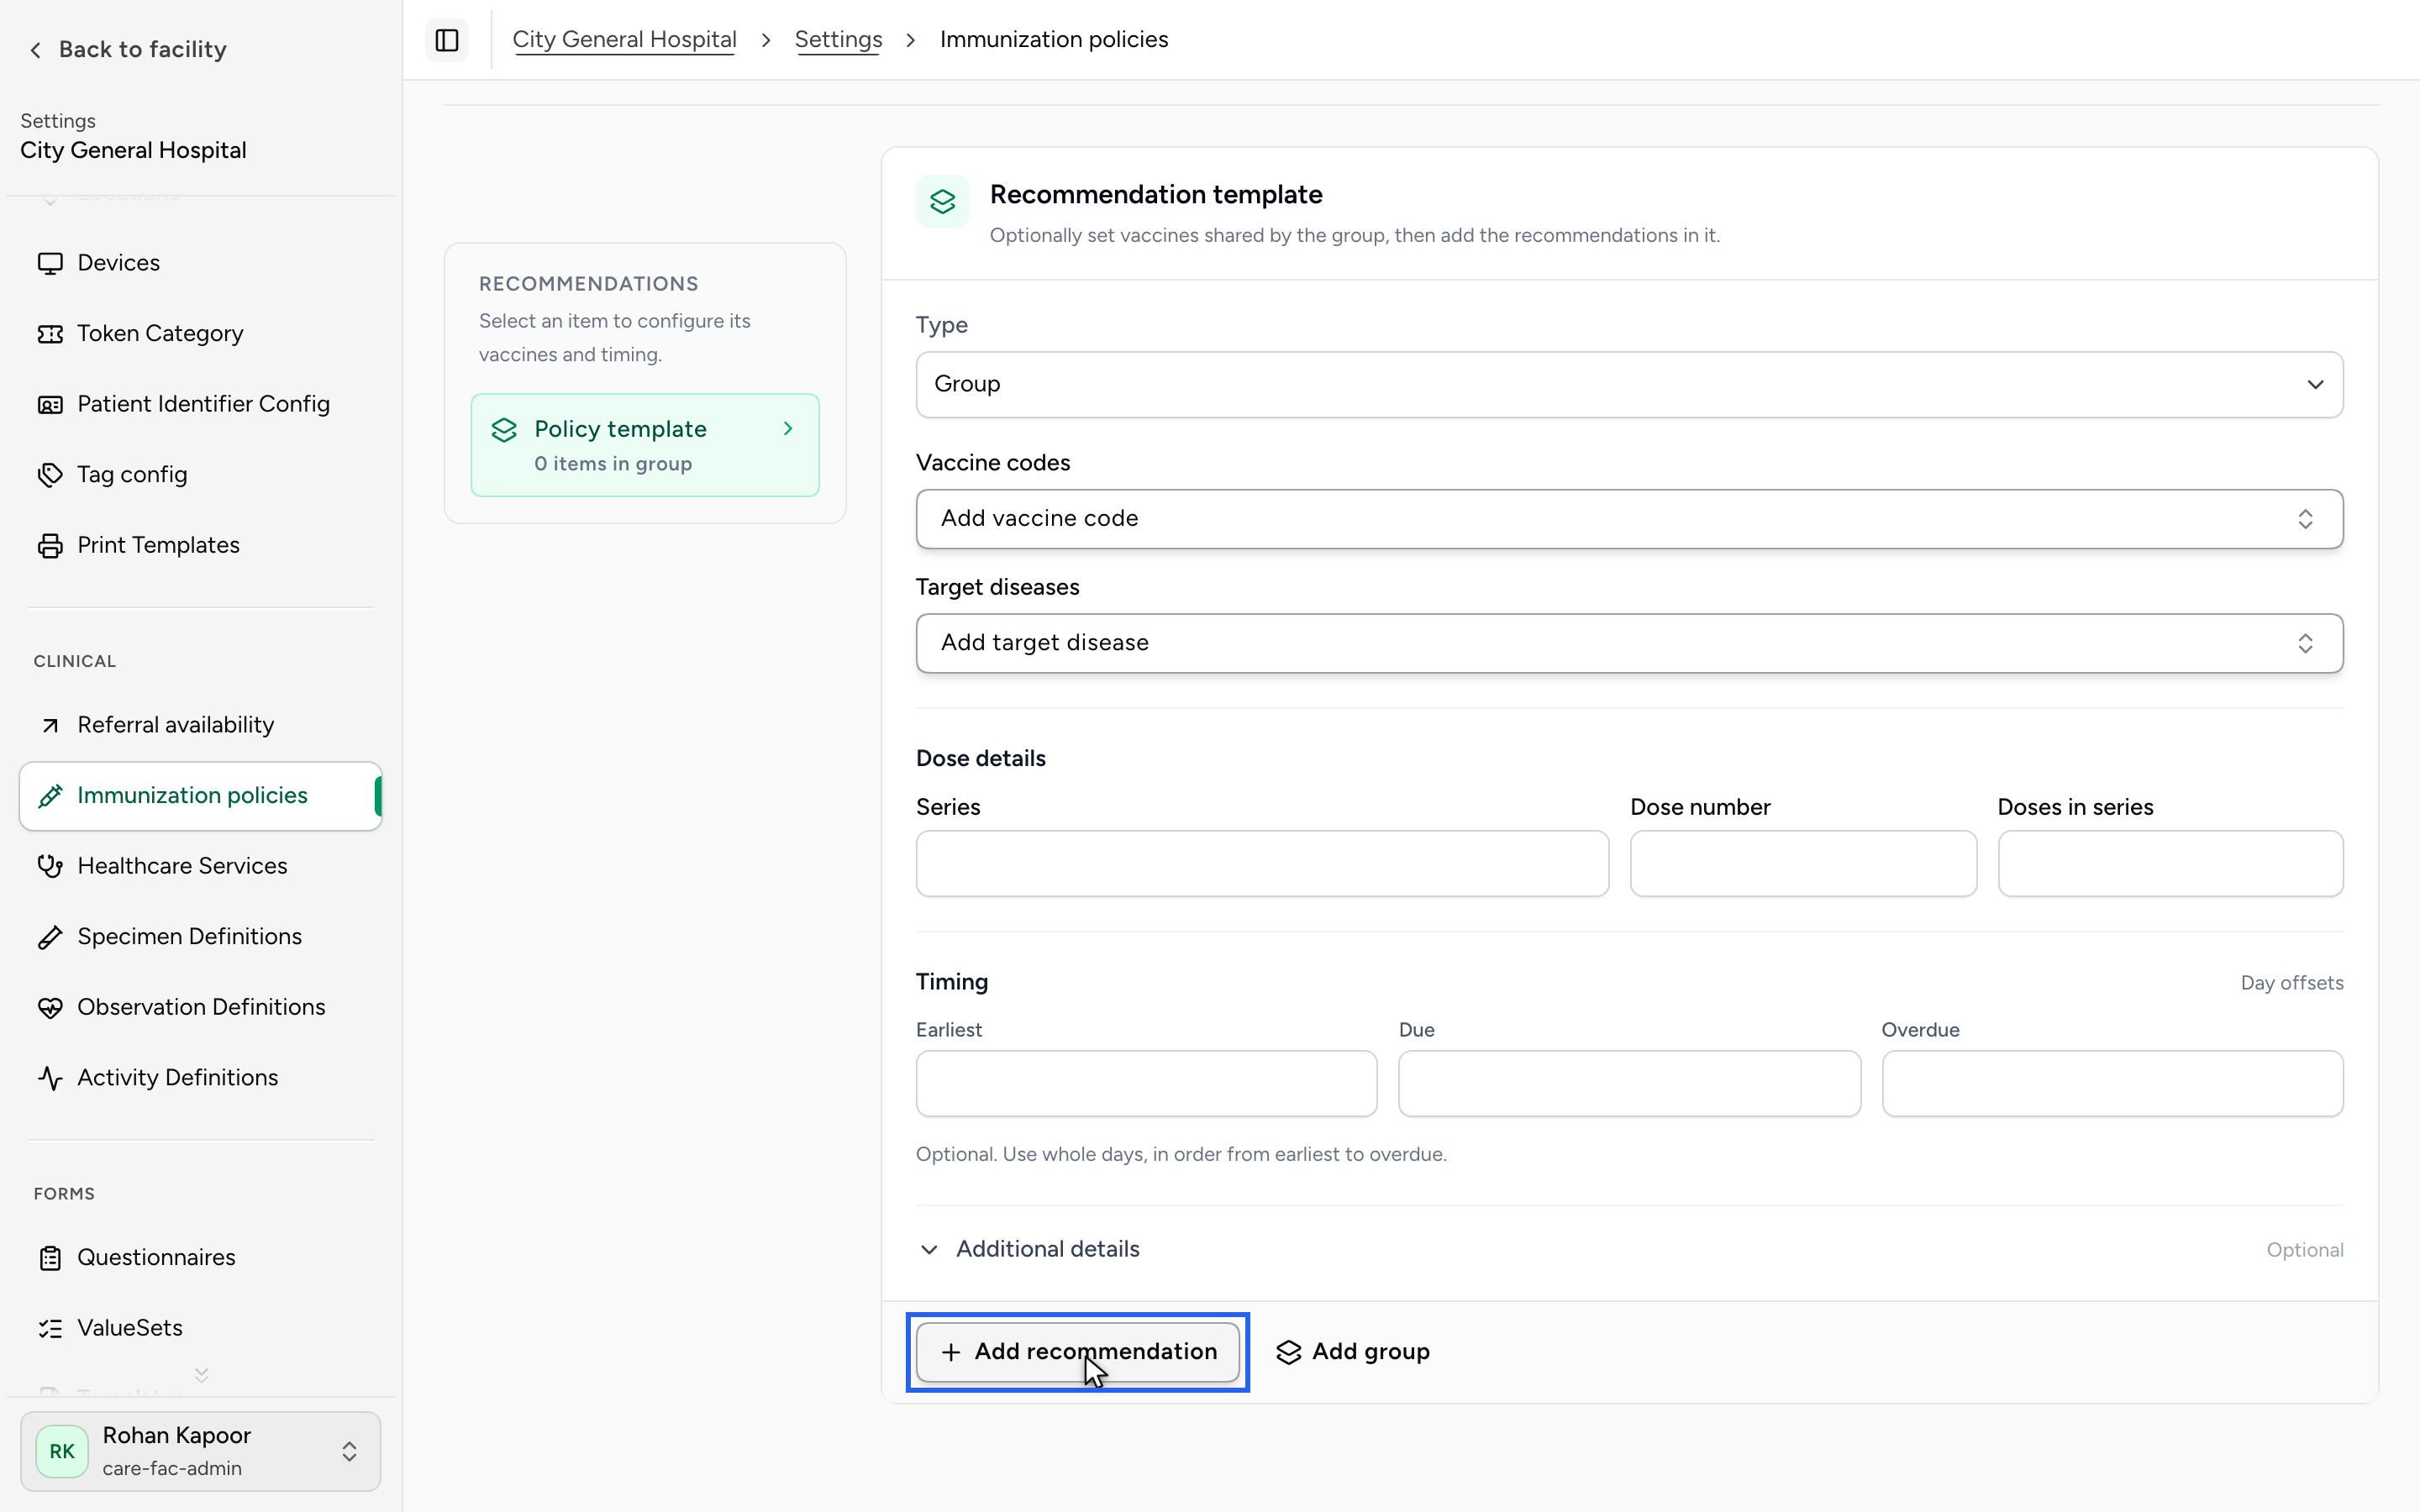 Back to facility
Settings
City General Hospital
Devices
Token Category
Patient Identifier Config
Tag config
Print Templates
CLINICAL
Referral availability
Immunization policies
Healthcare Services
Specimen Definitions
Observation Definitions
Activity Definitions
FORMS
Questionnaires
ValueSets
RK
Rohan Kapoor
care-fac-admin
City General Hospital
Settings
Immunization policies
RECOMMENDATIONS
Select an item to configure its
vaccines and timing.
Policy template
0 items in group
Recommendation template
Optionally set vaccines shared by the group, then add the recommendations in it.
Type
Group
Vaccine codes
Add vaccine code
Target diseases
Add target disease
Dose details
Series
Dose number
Doses in series
Timing
Day offsets
Earliest
Due
Overdue
Optional. Use whole days, in order from earliest to overdue.
Additional details
Optional
Add recommendation
Add group